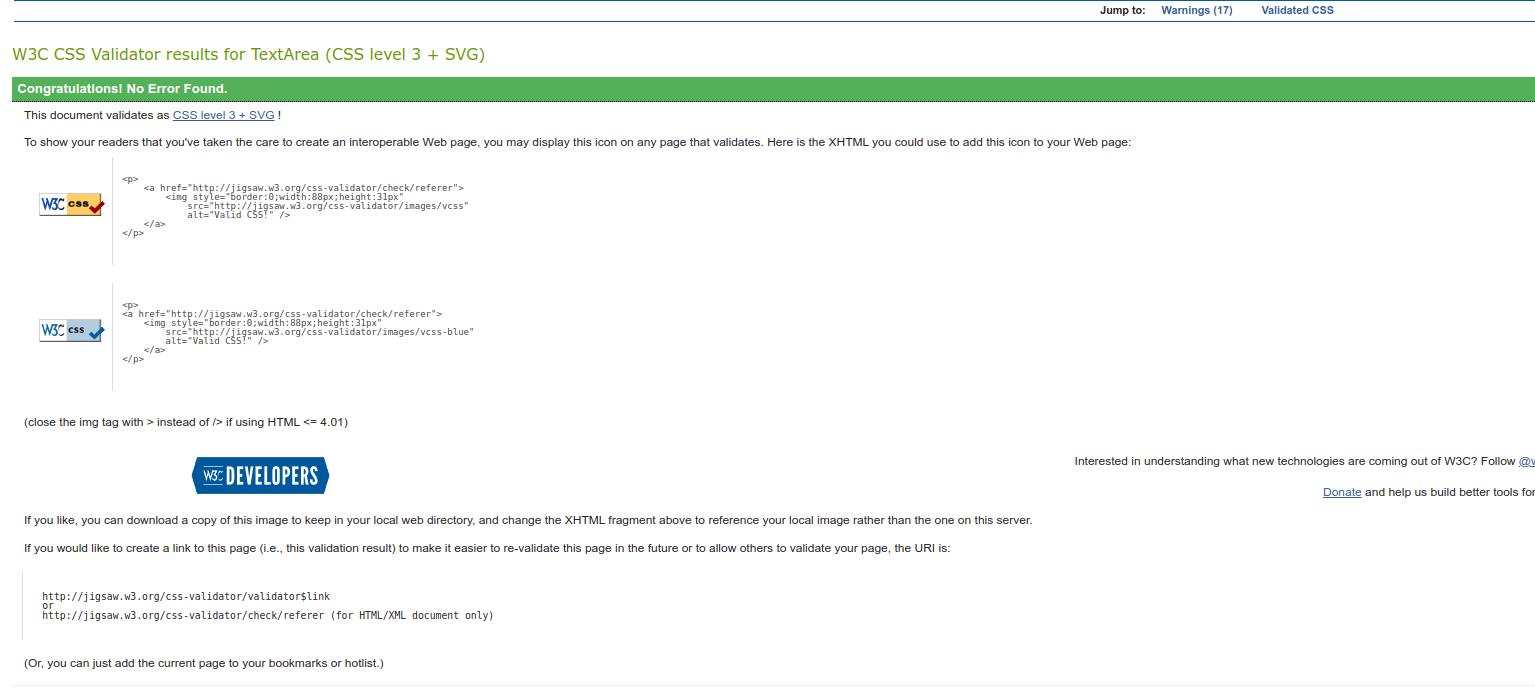 Jump to: Warnings (17) Validated CSS
W3C CSS Validator results for TextArea (CSS level 3 + SVG)
Congratulations! No Error Found.
This document validates as CSS level 3 + SVG !
To show your readers that you've taken the care to create an interoperable Web page, you may display this icon on any page that validates. Here is the XHTML you could use to add this icon to your Web page:
W3C css
<p>
<a href="http://jigsaw.w3.org/css-validator/check/referer">
<img style="border:0;width:88px;height:31px"
src="http://jigsaw.w3.org/css-validator/images/vcss"
alt="Valid CSS!" />
</a>
</p>
W3C css
<p>
<a href="http://jigsaw.w3.org/css-validator/check/referer">
<img style="border:0;width:88px;height:31px"
src="http://jigsaw.w3.org/css-validator/images/vcss-blue"
alt="Valid CSS!" />
</a>
</p>
(close the img tag with > instead of /> if using HTML <= 4.01)
W3C DEVELOPERS
Interested in understanding what new technologies are coming out of W3C? Follow
Donate and help us build better tools for
If you like, you can download a copy of this image to keep in your local web directory, and change the XHTML fragment above to reference your local image rather than the one on this server.
If you would like to create a link to this page (i.e., this validation result) to make it easier to re-validate this page in the future or to allow others to validate your page, the URI is:
http://jigsaw.w3.org/css-validator/validator$link
or
http://jigsaw.w3.org/css-validator/check/referer (for HTML/XML document only)
(Or, you can just add the current page to your bookmarks or hotlist.)